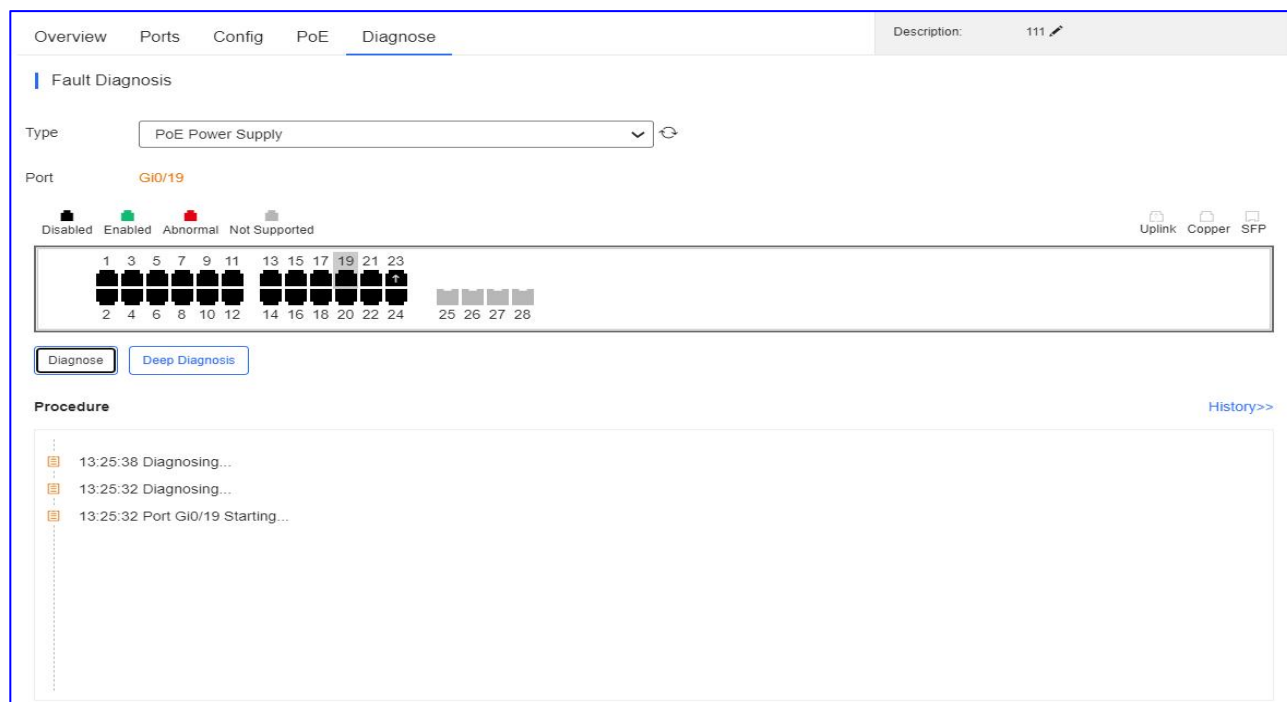 Overview Ports Config PoE Diagnose Description: 111
Fault Diagnosis
Type PoE Power Supply
Port Gi0/19
Disabled Enabled Abnormal Not Supported Uplink Copper SFP
1 3 5 7 9 11 13 15 17 19 21 23
2 4 6 8 10 12 14 16 18 20 22 24 25 26 27 28
Diagnose Deep Diagnosis
Procedure History>>
13:25:38 Diagnosing...
13:25:32 Diagnosing...
13:25:32 Port Gi0/19 Starting...